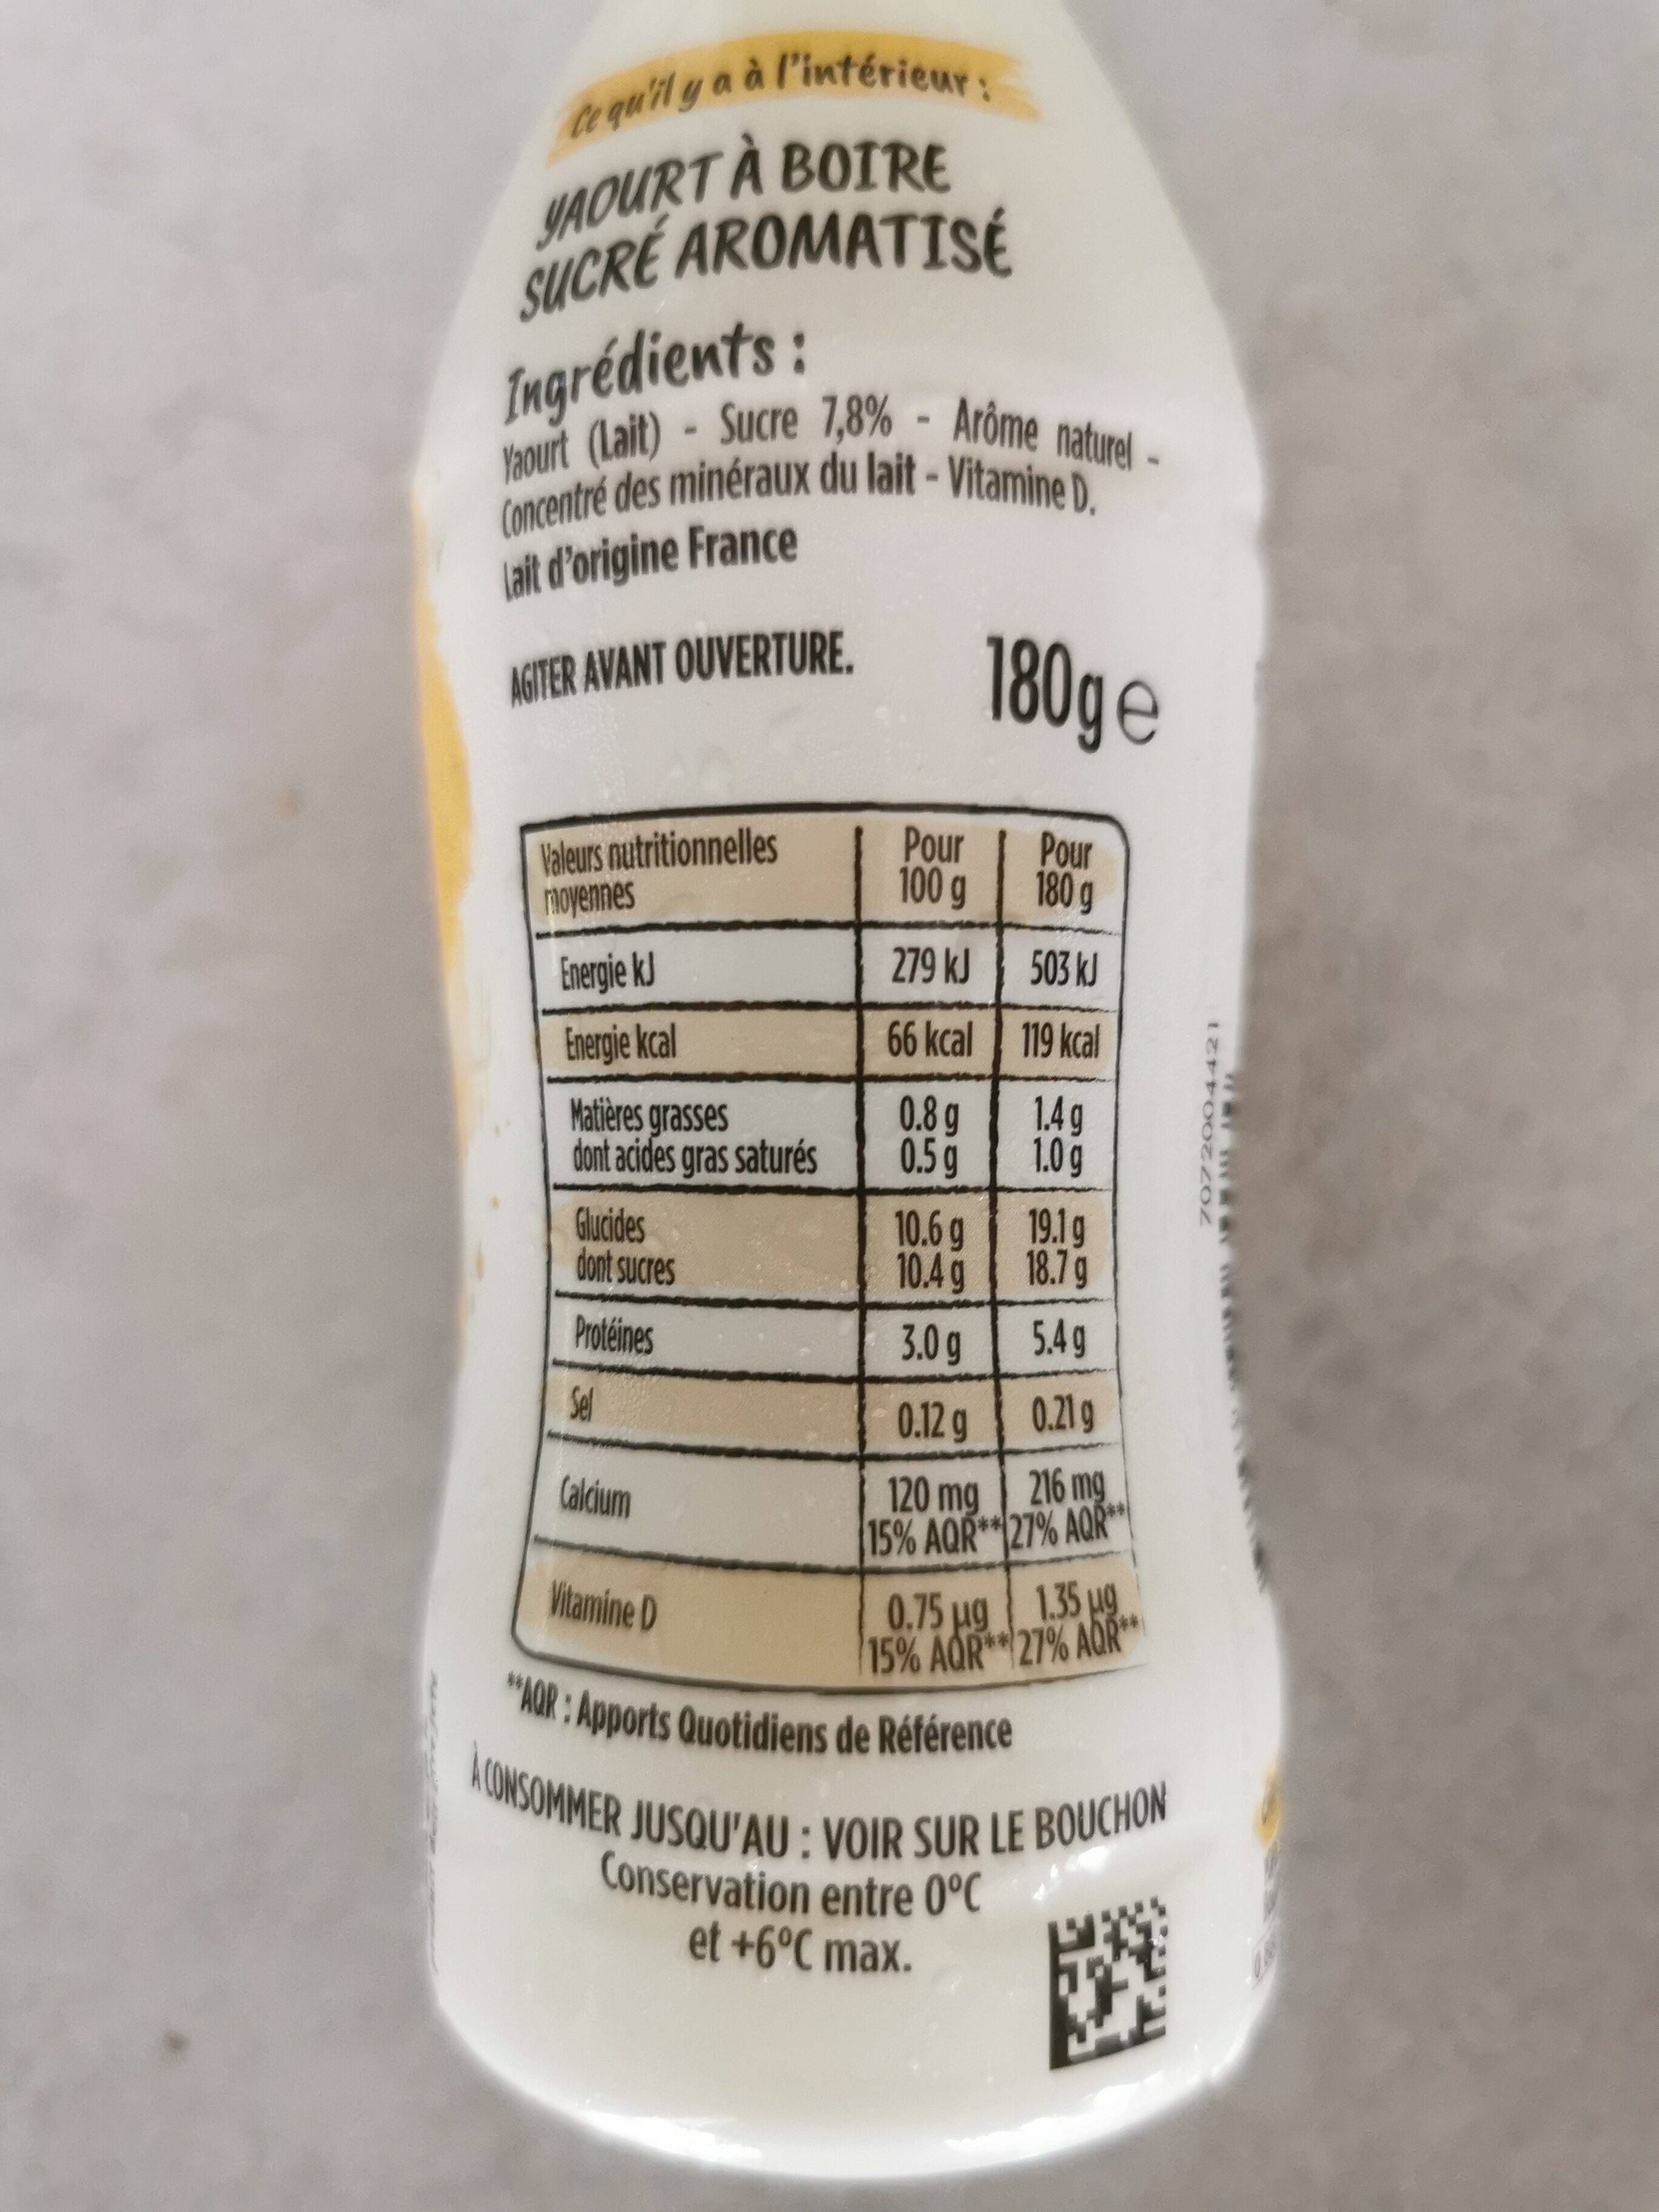 Ce qu'il y a à l'intérieur :
YAOURT À BOIRE
SUCRÉ AROMATISÉ
Ingrédients :
Yaourt (Lait) - Sucre 7,8% - Arôme naturel -
Concentré des minéraux du lait - Vitamine D.
Lait d'origine France
AGITER AVANT OUVERTURE. 180g e
Valeurs nutritionnelles moyennes Pour 100 g Pour 180 g
Energie kJ 279 kJ 503 kJ
Energie kcal 66 kcal 119 kcal
Matières grasses 0.8 g 1.4 g
dont acides gras saturés 0.5 g 1.0 g
Glucides 10.6 g 19.1 g
dont sucres 10.4 g 18.7 g
Protéines 3.0 g 5.4 g
Sel 0.12 g 0.21 g
Calcium 120 mg 216 mg
15% AQR** 27% AQR**
Vitamine D 0.75 µg 1.35 µg
15% AQR** 27% AQR**
**AQR : Apports Quotidiens de Référence
À CONSOMMER JUSQU'AU : VOIR SUR LE BOUCHON
Conservation entre 0°C
et +6°C max.